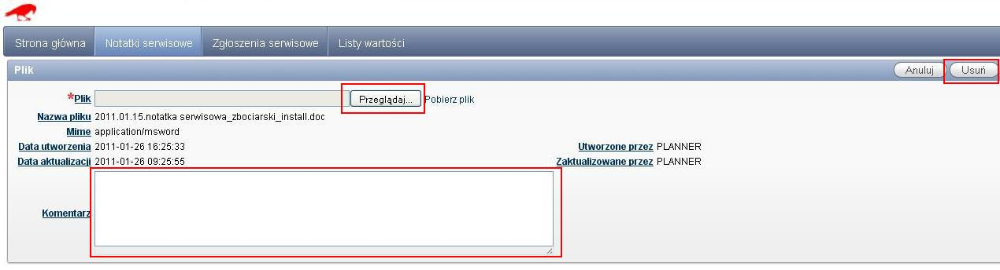 Strona główna Notatki serwisowe Zgłoszenia serwisowe Listy wartości
Plik Anuluj Usuń
*Plik Przeglądaj... Pobierz plik
Nazwa pliku 2011.01.15.notatka serwisowa_zbociarski_install.doc
Mime application/msword
Data utworzenia 2011-01-26 16:25:33 Utworzone przez PLANNER
Data aktualizacji 2011-01-26 09:25:55 Zaktualizowane przez PLANNER
Komentarz